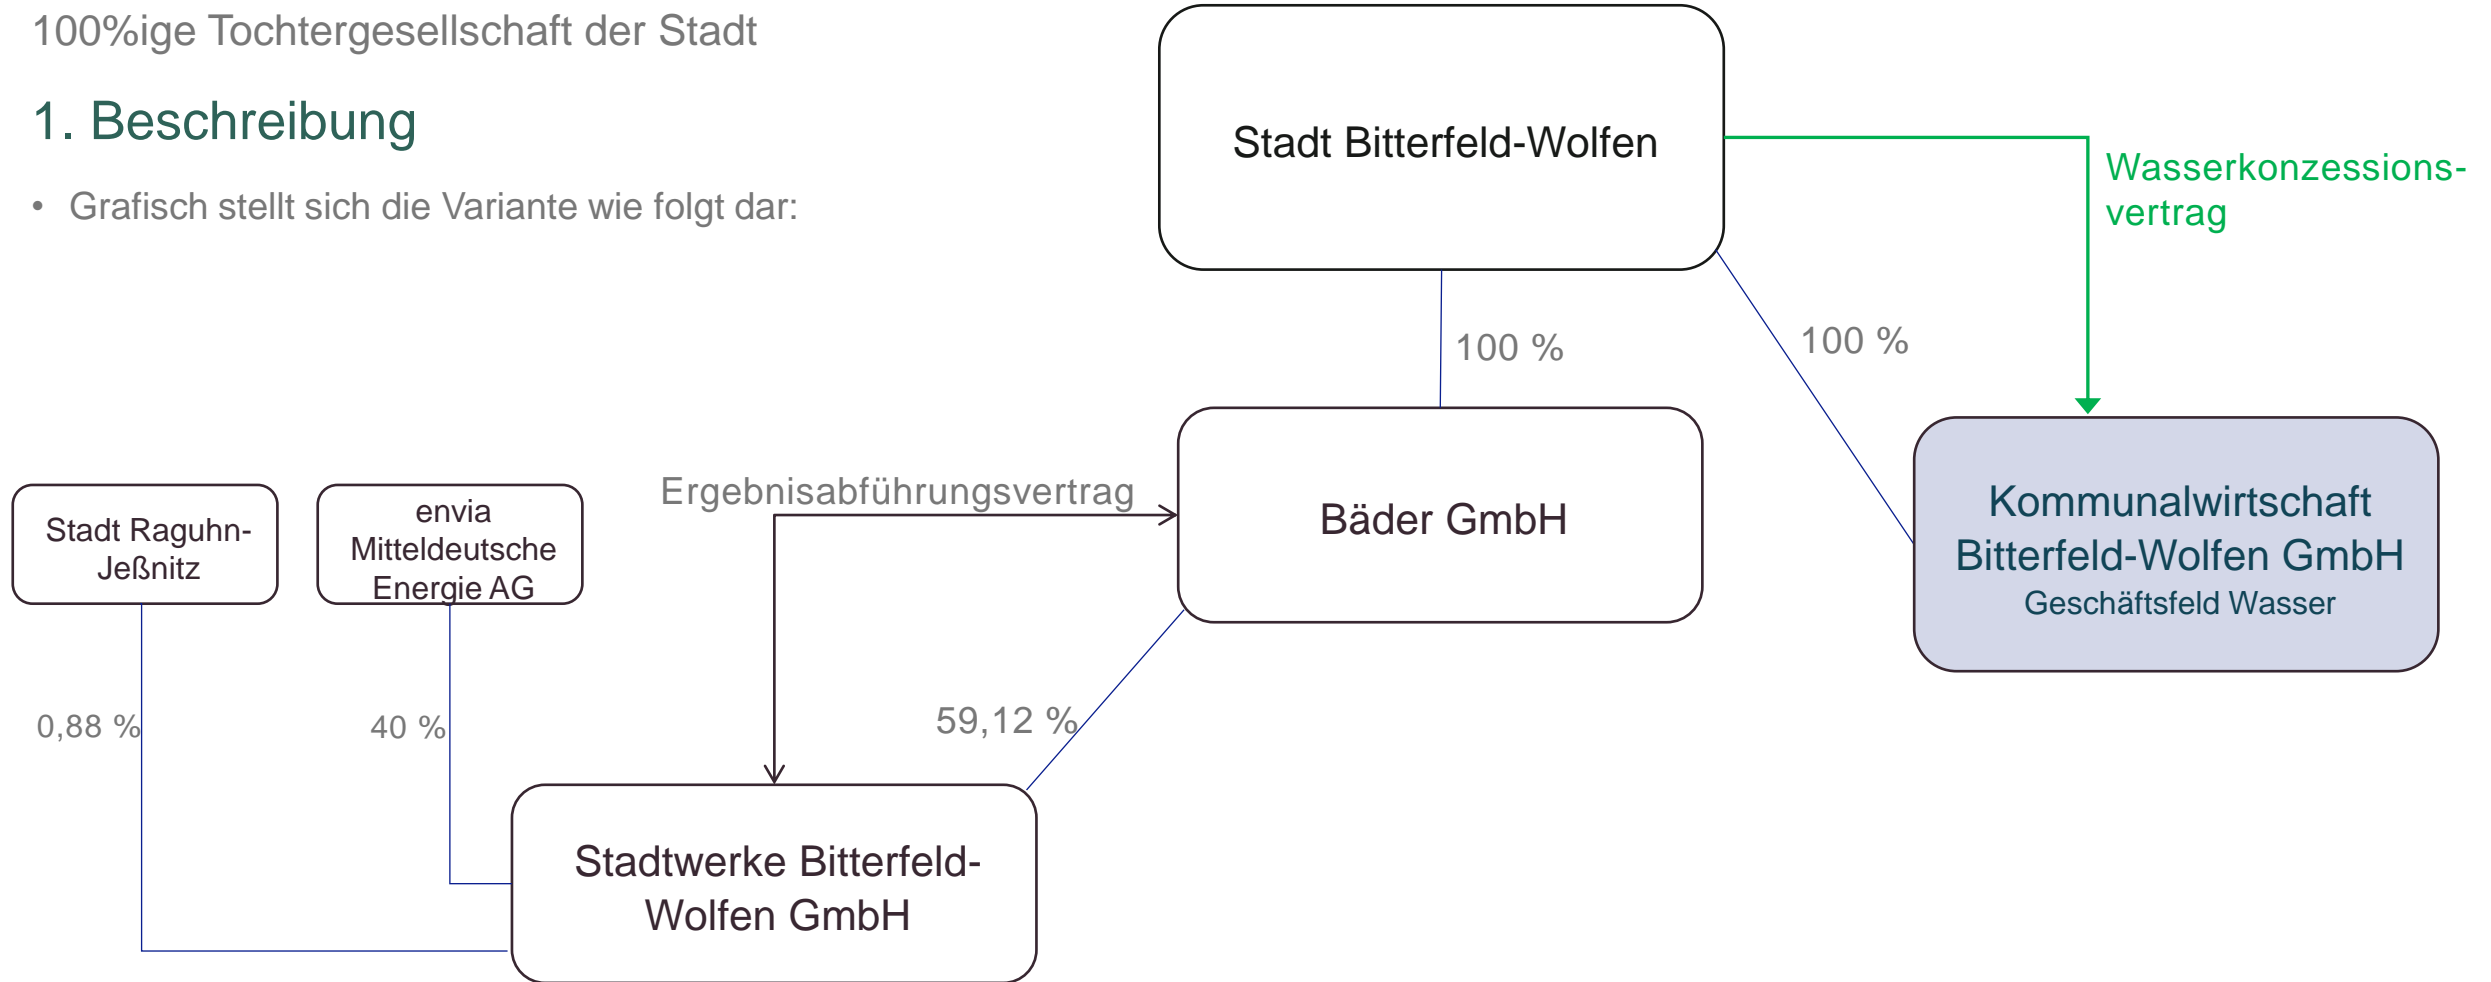 100%ige Tochtergesellschaft der Stadt
1. Beschreibung
• Grafisch stellt sich die Variante wie folgt dar:
Stadt Bitterfeld-Wolfen
Wasserkonzessions-
vertrag
100 %
100 %
Ergebnisabführungsvertrag
Bäder GmbH
Kommunalwirtschaft
Bitterfeld-Wolfen GmbH
Geschäftsfeld Wasser
Stadt Raguhn-
Jeßnitz
envia
Mitteldeutsche
Energie AG
0,88 %
40 %
59,12 %
Stadtwerke Bitterfeld-
Wolfen GmbH